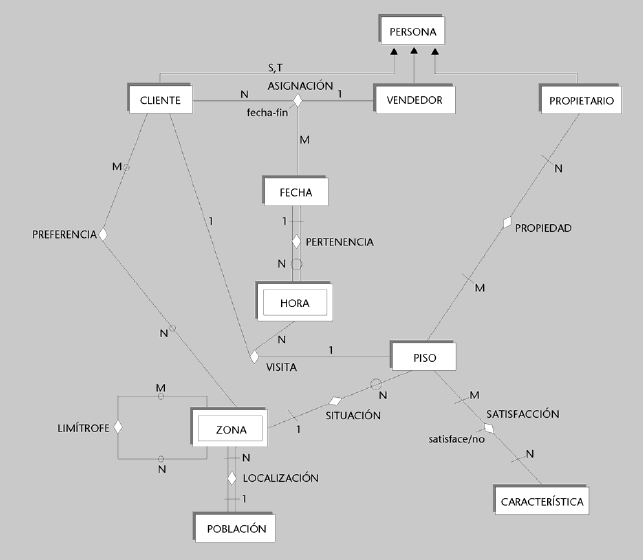 PERSONA
S,T
ASIGNACIÓN
CLIENTE
N
1
VENDEDOR
PROPIETARIO
fecha-fin
M
M
N
FECHA
1
1
PROPIEDAD
PREFERENCIA
PERTENENCIA
N
M
HORA
N
N
1
PISO
VISITA
M
N
M
SITUACIÓN
SATISFACCIÓN
LIMÍTROFE
ZONA
1
satisface/no
N
N
N
LOCALIZACIÓN
1
CARACTERÍSTICA
POBLACIÓN